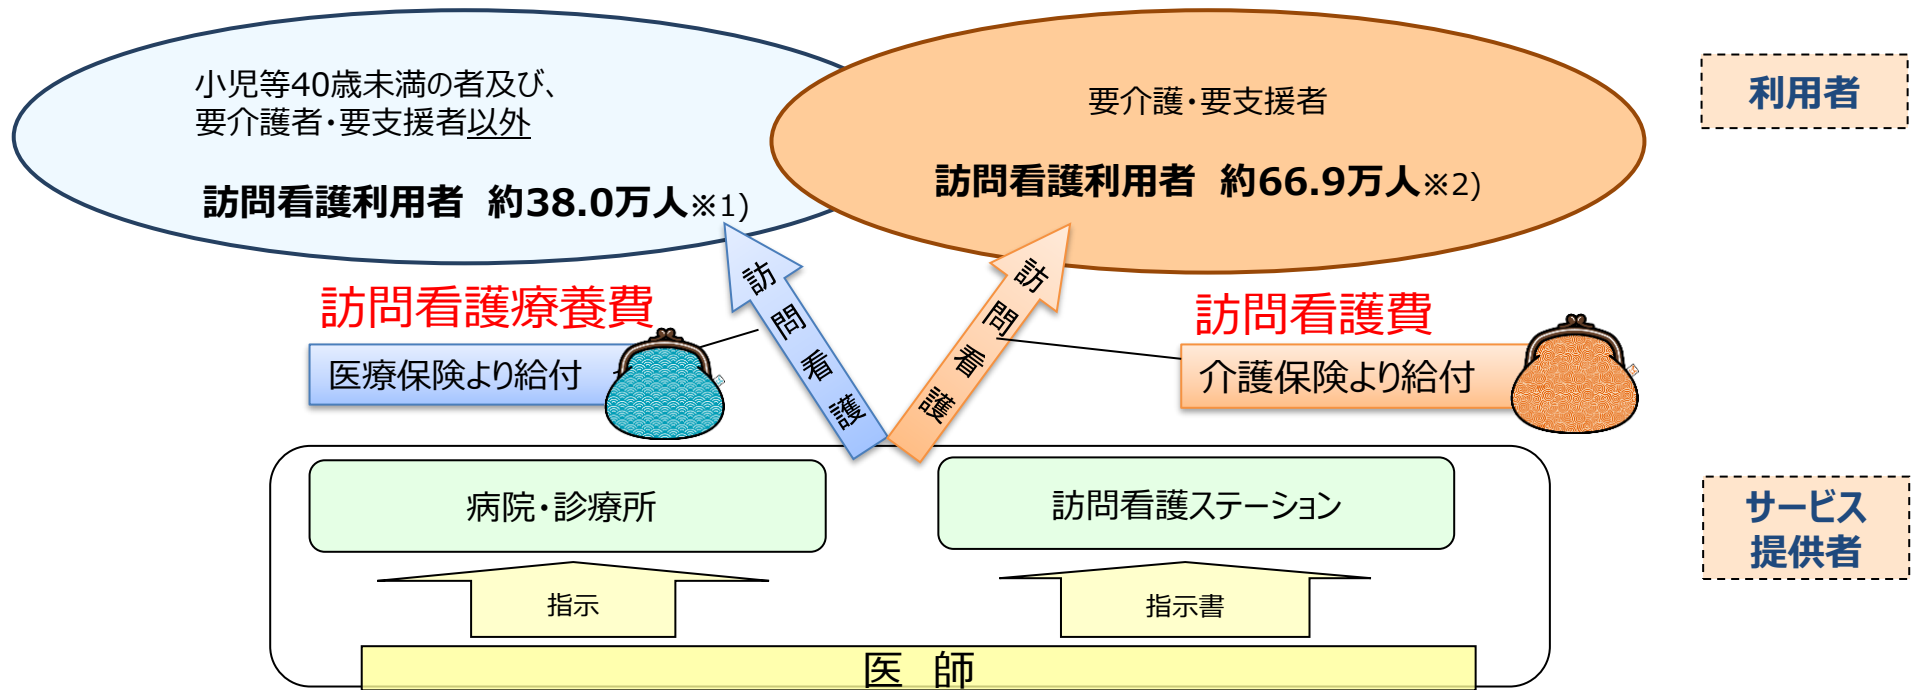 小児等40歳未満の者及び、
要介護者・要支援者以外
訪問看護利用者 約38.0万人※1)
要介護・要支援者
訪問看護利用者 約66.9万人※2)
利用者
訪問看護療養費
医療保険より給付
訪問看護
訪問看護
訪問看護費
介護保険より給付
病院・診療所
訪問看護ステーション
サービス
提供者
指示
指示書
医 師